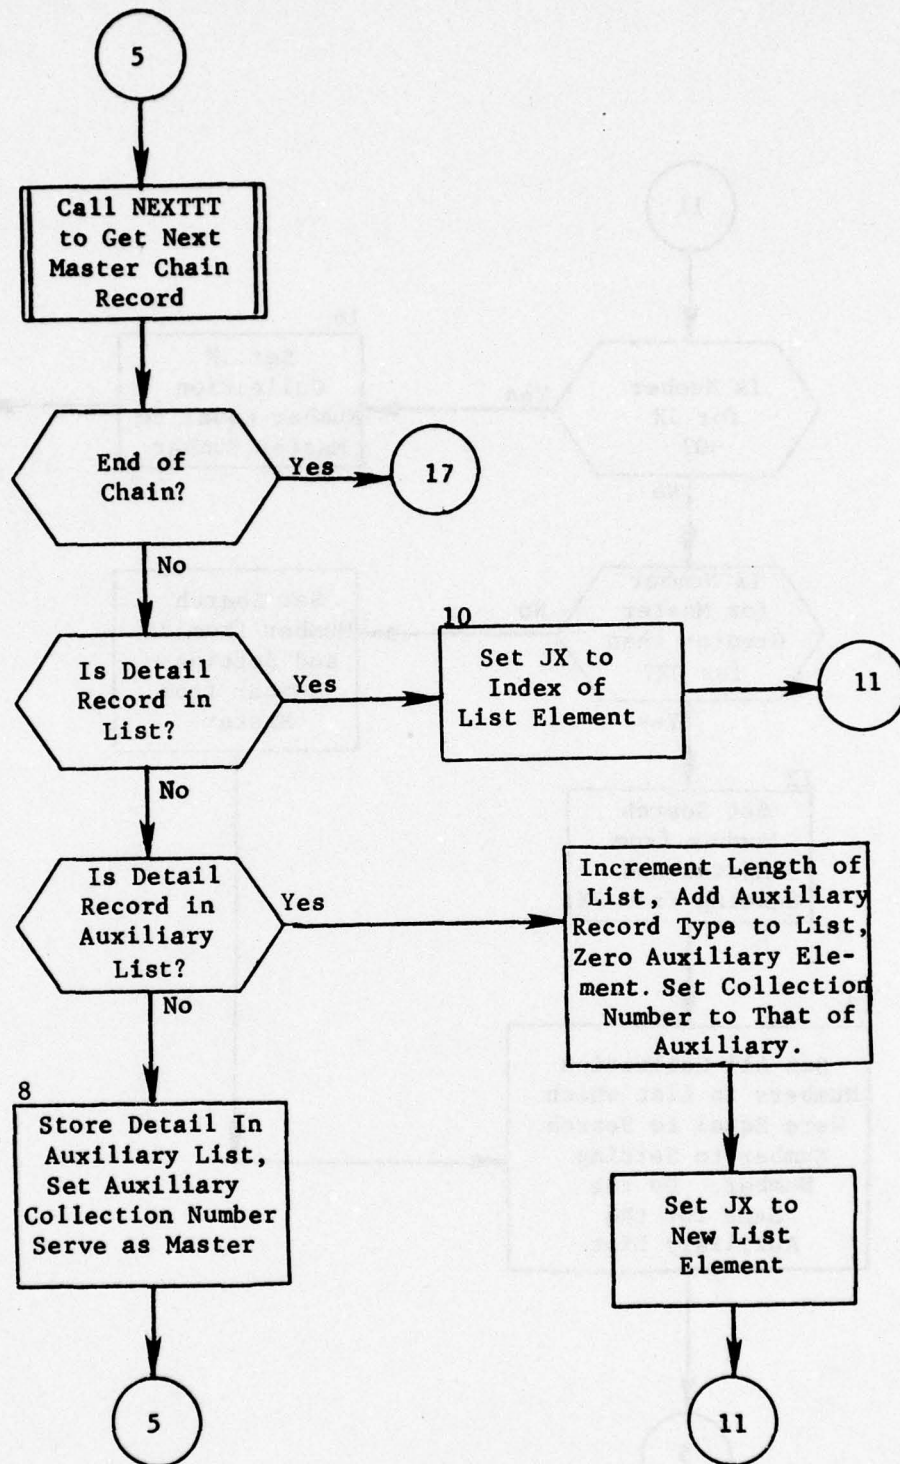 5
Call NEXTTT
to Get Next
Master Chain
Record
End of
Chain?
Yes
17
No
Is Detail
Record in
List?
Yes
10
Set JX to
Index of
List Element
11
No
Is Detail
Record in
Auxiliary
List?
Yes
Increment Length of
List, Add Auxiliary
Record Type to List,
Zero Auxiliary Ele-
ment. Set Collection
Number to That of
Auxiliary.
No
8
Store Detail In
Auxiliary List,
Set Auxiliary
Collection Number
Serve as Master
Set JX to
New List
Element
5
11